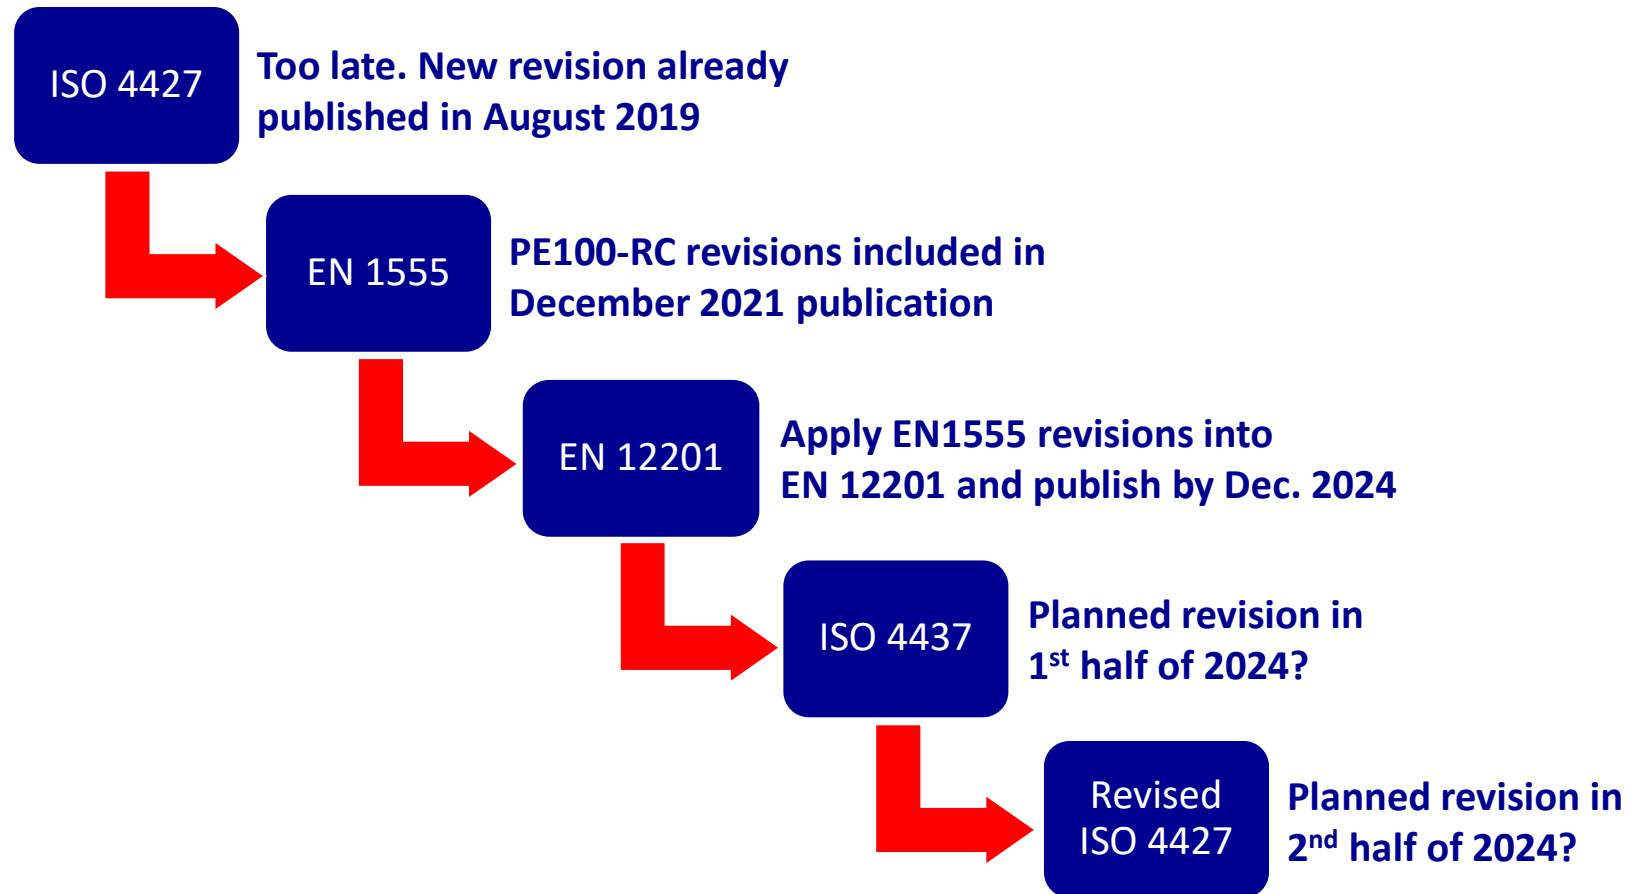 ISO 4427
Too late. New revision already
published in August 2019
EN 1555
PE100-RC revisions included in
December 2021 publication
EN 12201
Apply EN1555 revisions into
EN 12201 and publish by Dec. 2024
ISO 4437
Planned revision in
1st half of 2024?
Revised
ISO 4427
Planned revision in
2nd half of 2024?